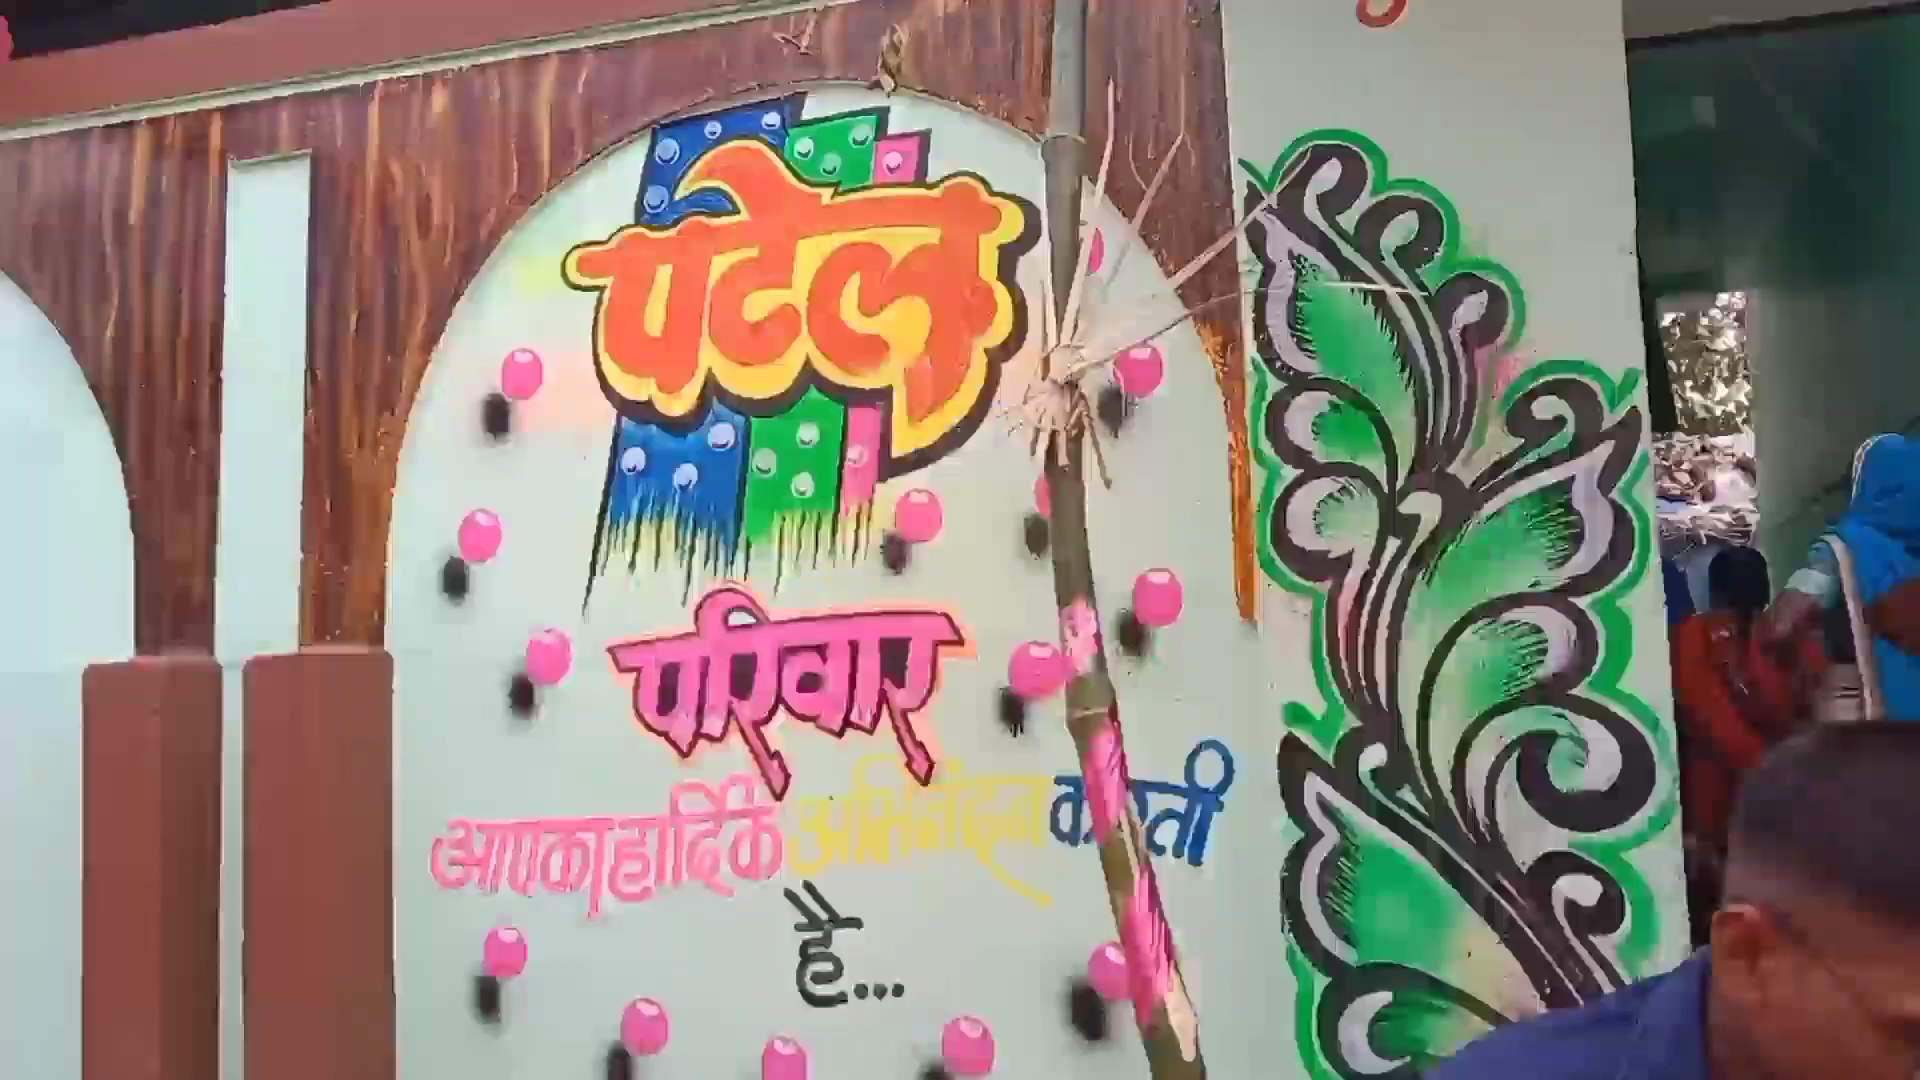 पटेल
परिवार
आपका हार्दिक अभिनंदन करती
है...